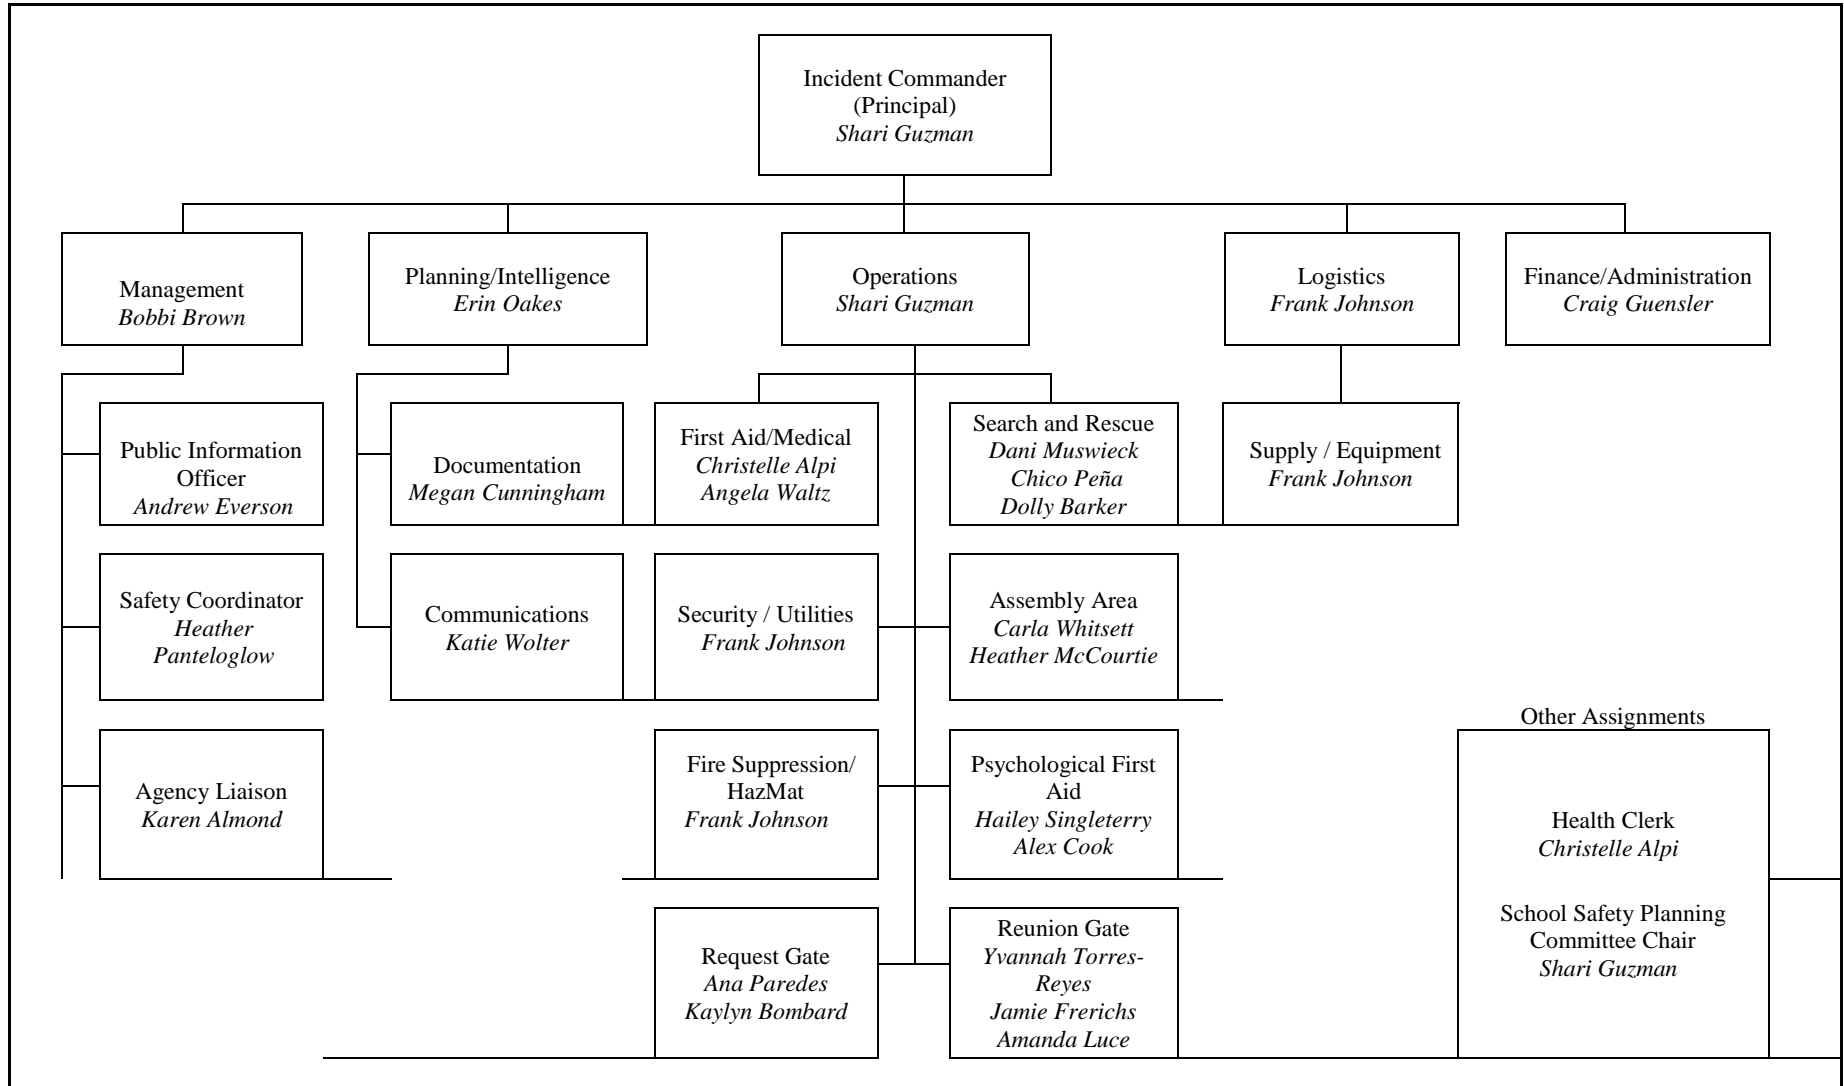 Incident Commander
(Principal)
Shari Guzman
Management
Bobbi Brown
Planning/Intelligence
Erin Oakes
Operations
Shari Guzman
Logistics
Frank Johnson
Finance/Administration
Craig Guensler
Public Information
Officer
Andrew Everson
Documentation
Megan Cunningham
First Aid/Medical
Christelle Alpi
Angela Waltz
Search and Rescue
Dani Muswieck
Chico Peña
Dolly Barker
Supply / Equipment
Frank Johnson
Safety Coordinator
Heather
Panteloglow
Communications
Katie Wolter
Security / Utilities
Frank Johnson
Assembly Area
Carla Whitsett
Heather McCourtie
Agency Liaison
Karen Almond
Fire Suppression/
HazMat
Frank Johnson
Psychological First
Aid
Hailey Singleterry
Alex Cook
Request Gate
Ana Paredes
Kaylyn Bombard
Reunion Gate
Yvannah Torres-
Reyes
Jamie Frerichs
Amanda Luce
Other Assignments
Health Clerk
Christelle Alpi
School Safety Planning
Committee Chair
Shari Guzman